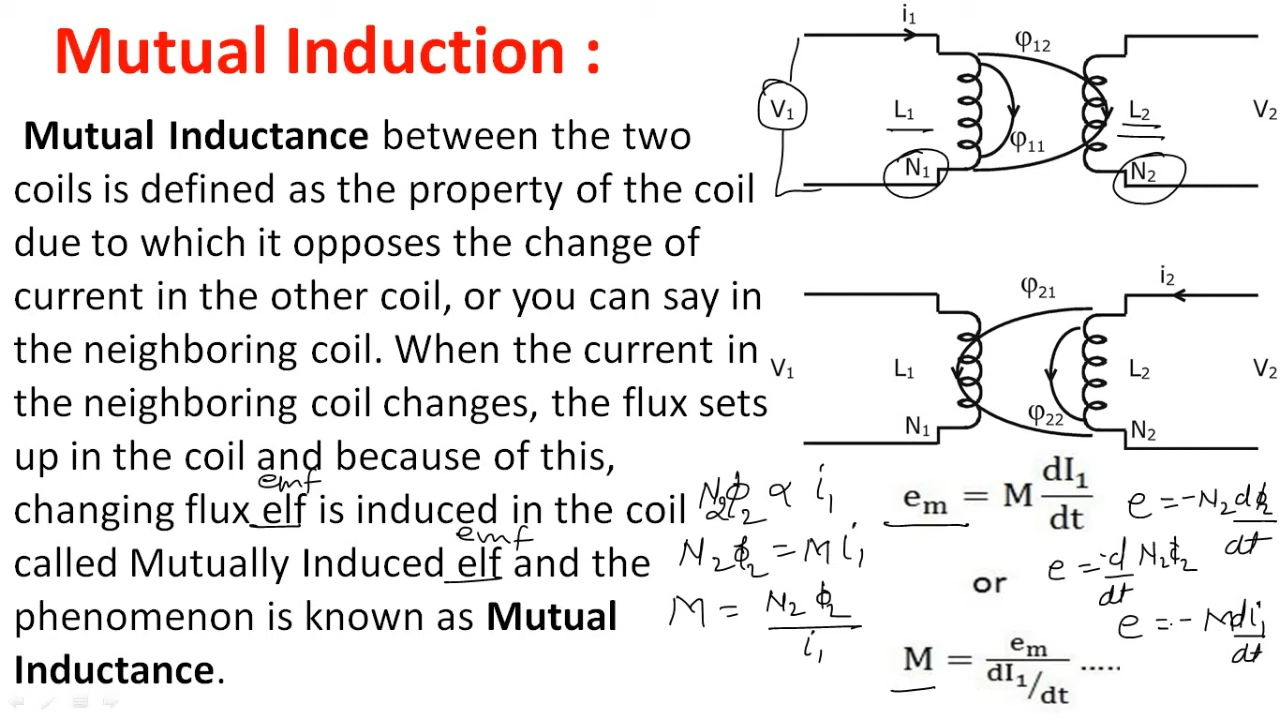 Mutual Induction :
Mutual Inductance between the two
coils is defined as the property of the coil
due to which it opposes the change of
current in the other coil, or you can say in
the neighboring coil. When the current in
the neighboring coil changes, the flux sets
up in the coil and because of this,
emf
changing flux elf is induced in the coil
emf
called Mutually Induced elf and the
phenomenon is known as Mutual
Inductance.
i₁
φ₁₂
V₁ L₁ L₂ V₂
φ₁₁
N₁ N₂
i₂
φ₂₁
V₁ L₁ L₂ V₂
φ₂₂
N₁ N₂
N₂ϕ₂ ∝ i₁
N₂ϕ₂ = M i₁
M = N₂ϕ₂ / i₁
eₘ = M dI₁/dt
or
M = eₘ / dI₁/dt .....
e = -N₂ dϕ₂/dt
e = -d/dt N₂ϕ₂
e = - M di₁/dt